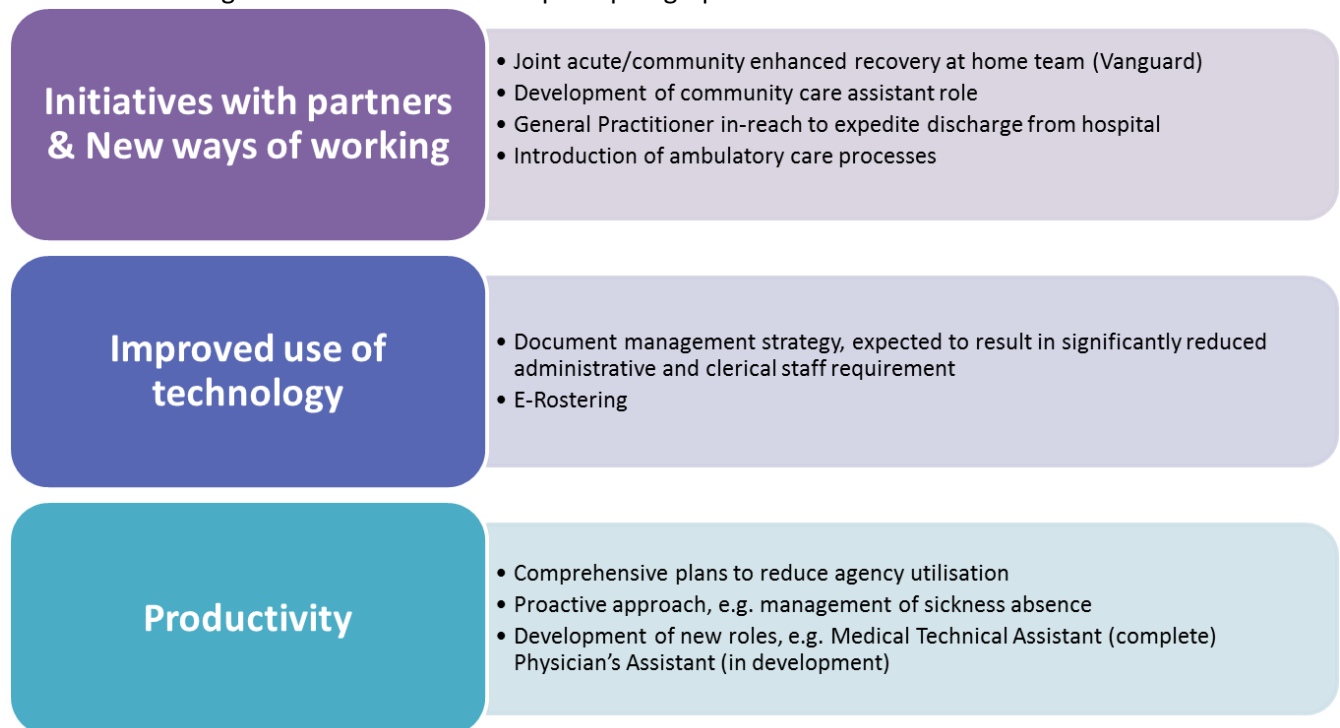 Initiatives with partners
& New ways of working
• Joint acute/community enhanced recovery at home team (Vanguard)
• Development of community care assistant role
• General Practitioner in-reach to expedite discharge from hospital
• Introduction of ambulatory care processes
Improved use of
technology
• Document management strategy, expected to result in significantly reduced
administrative and clerical staff requirement
• E-Rostering
Productivity
• Comprehensive plans to reduce agency utilisation
• Proactive approach, e.g. management of sickness absence
• Development of new roles, e.g. Medical Technical Assistant (complete)
Physician's Assistant (in development)